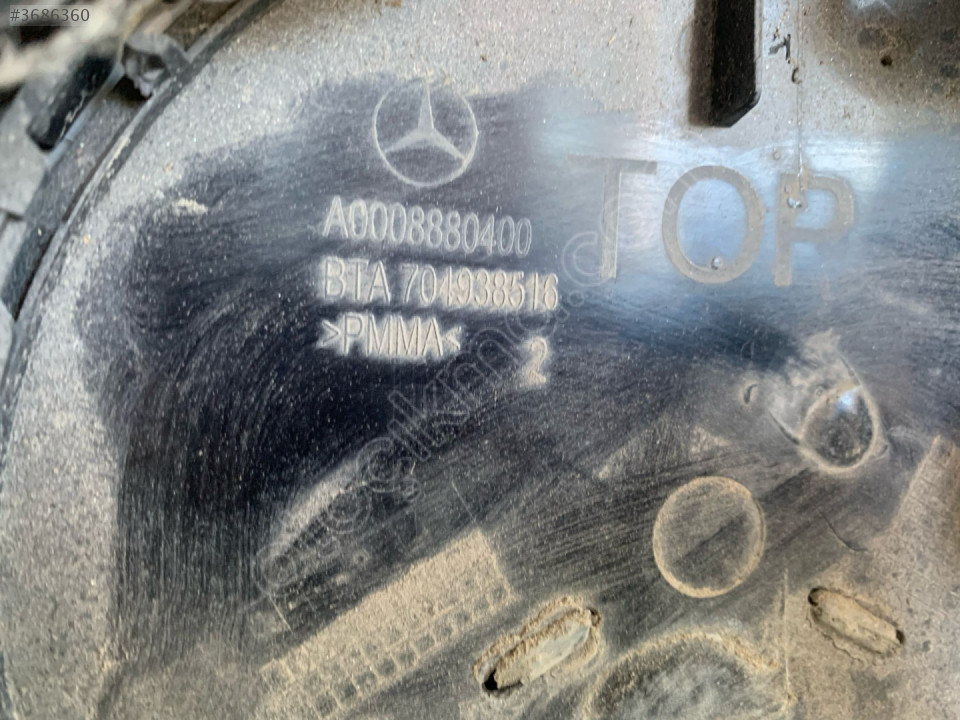 #3686360
A0008880400
TOP
BTA 704938516
>PMMA<
2